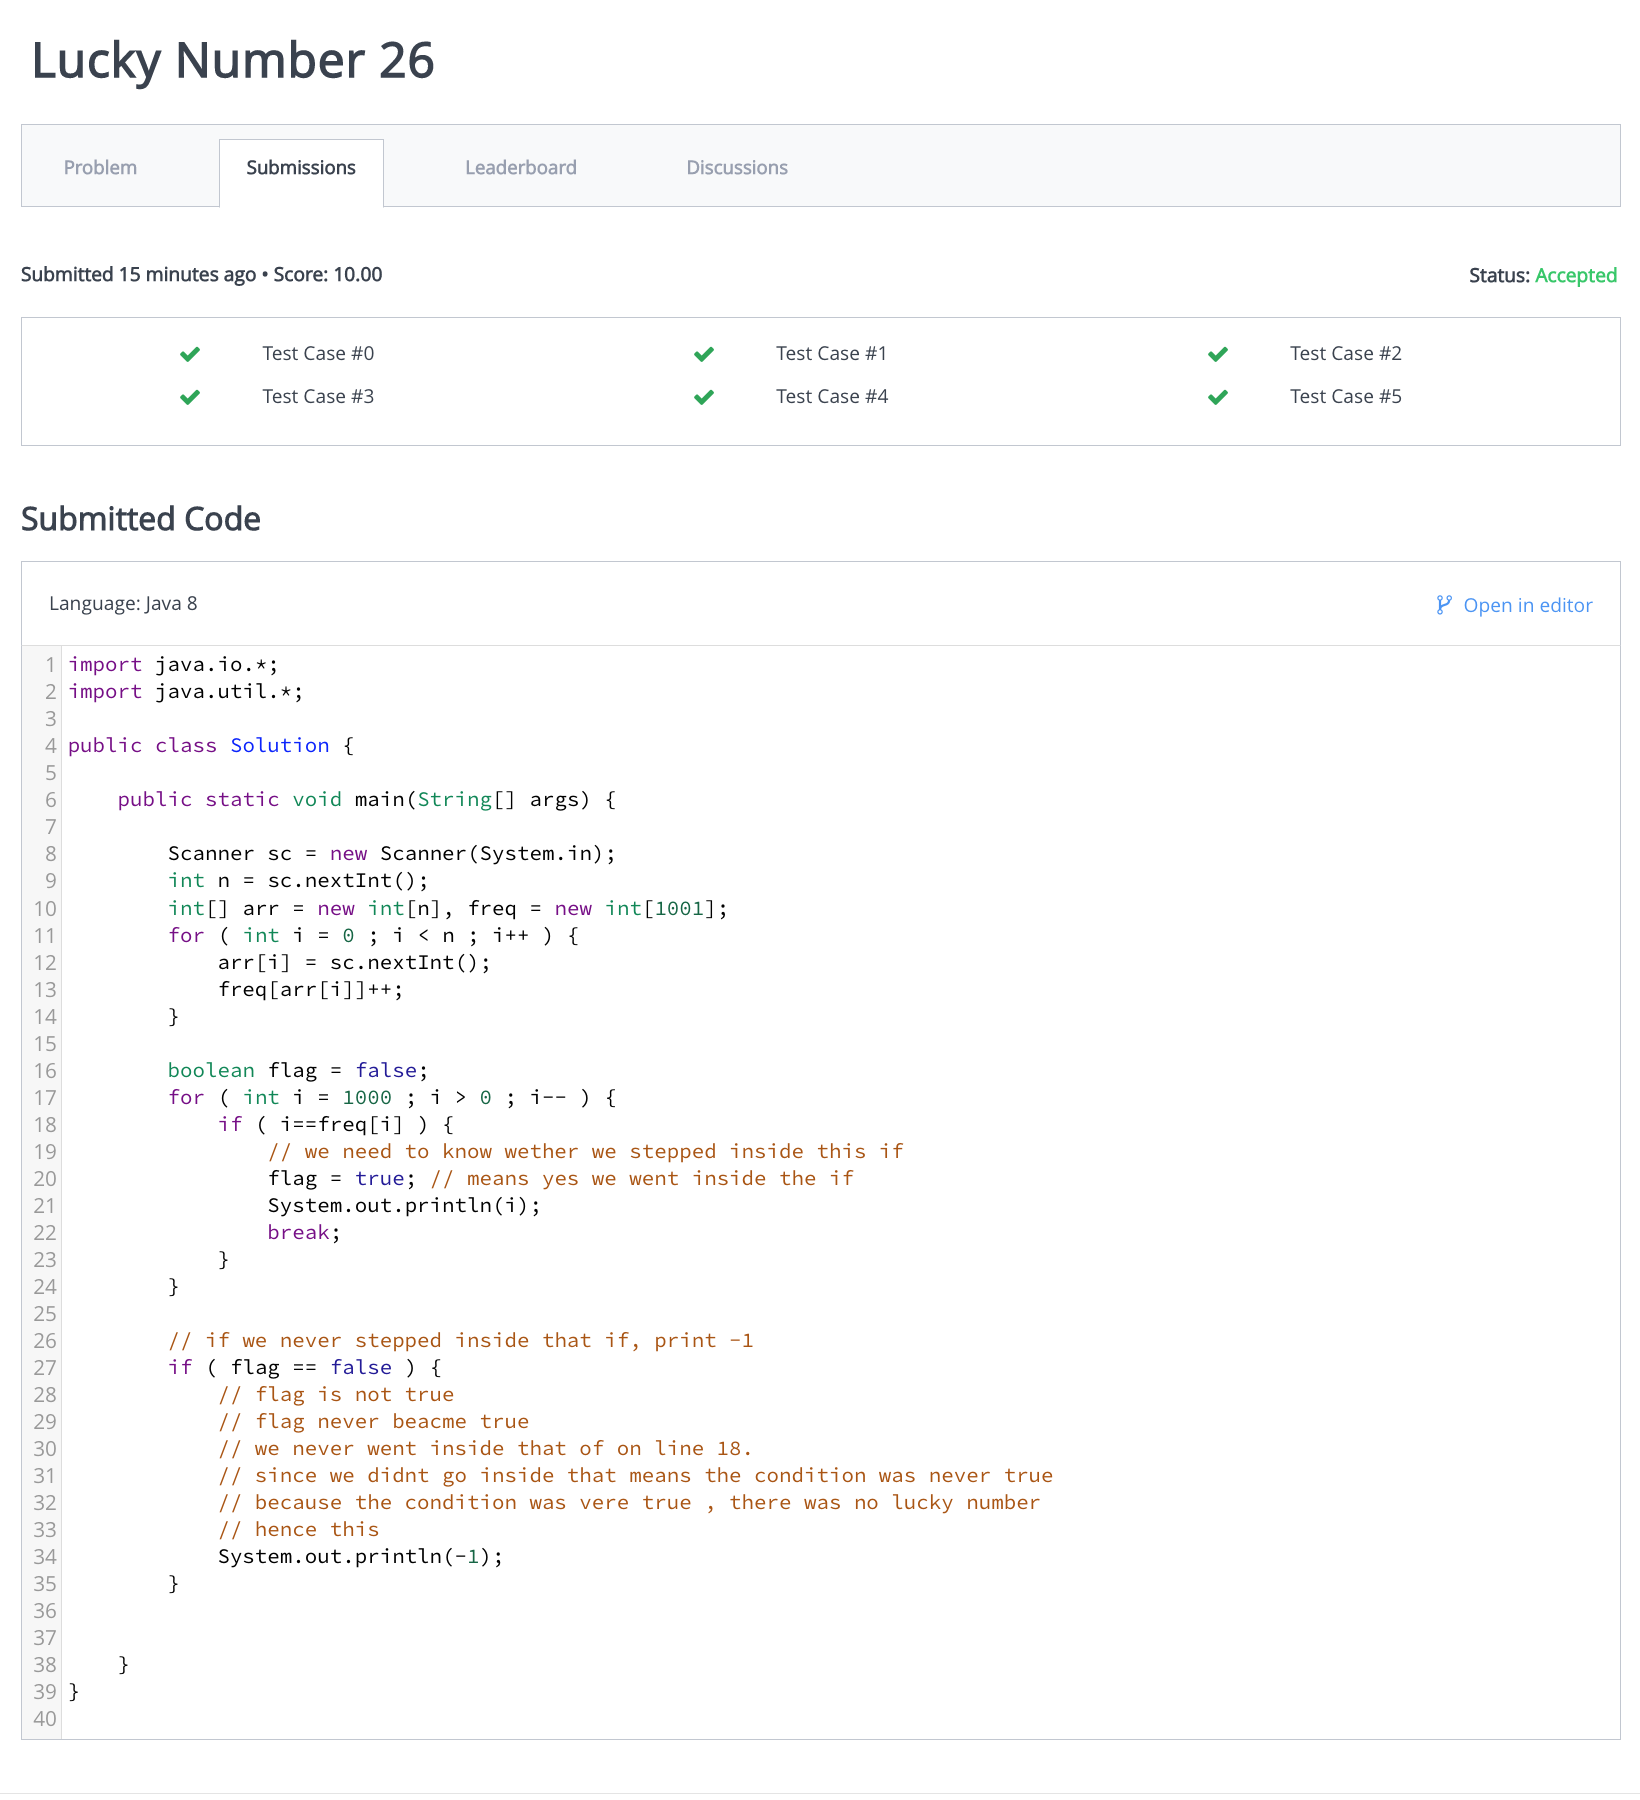 Lucky Number 26
Problem Submissions Leaderboard Discussions
Submitted 15 minutes ago • Score: 10.00 Status: Accepted
Test Case #0 Test Case #1 Test Case #2
Test Case #3 Test Case #4 Test Case #5
Submitted Code
Language: Java 8 Open in editor
1 import java.io.*;
2 import java.util.*;
3
4 public class Solution {
5
6     public static void main(String[] args) {
7
8         Scanner sc = new Scanner(System.in);
9         int n = sc.nextInt();
10         int[] arr = new int[n], freq = new int[1001];
11         for ( int i = 0 ; i < n ; i++ ) {
12             arr[i] = sc.nextInt();
13             freq[arr[i]]++;
14         }
15
16         boolean flag = false;
17         for ( int i = 1000 ; i > 0 ; i-- ) {
18             if ( i==freq[i] ) {
19                 // we need to know wether we stepped inside this if
20                 flag = true; // means yes we went inside the if
21                 System.out.println(i);
22                 break;
23             }
24         }
25
26         // if we never stepped inside that if, print -1
27         if ( flag == false ) {
28             // flag is not true
29             // flag never beacme true
30             // we never went inside that of on line 18.
31             // since we didnt go inside that means the condition was never true
32             // because the condition was vere true , there was no lucky number
33             // hence this
34             System.out.println(-1);
35         }
36
37
38     }
39 }
40